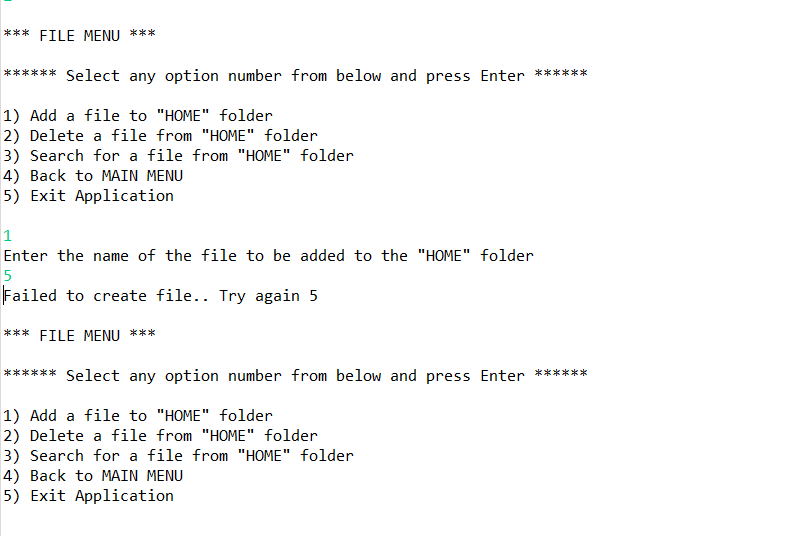 *** FILE MENU ***
****** Select any option number from below and press Enter ******
1) Add a file to "HOME" folder
2) Delete a file from "HOME" folder
3) Search for a file from "HOME" folder
4) Back to MAIN MENU
5) Exit Application
1
Enter the name of the file to be added to the "HOME" folder
5
Failed to create file.. Try again 5
*** FILE MENU ***
****** Select any option number from below and press Enter ******
1) Add a file to "HOME" folder
2) Delete a file from "HOME" folder
3) Search for a file from "HOME" folder
4) Back to MAIN MENU
5) Exit Application